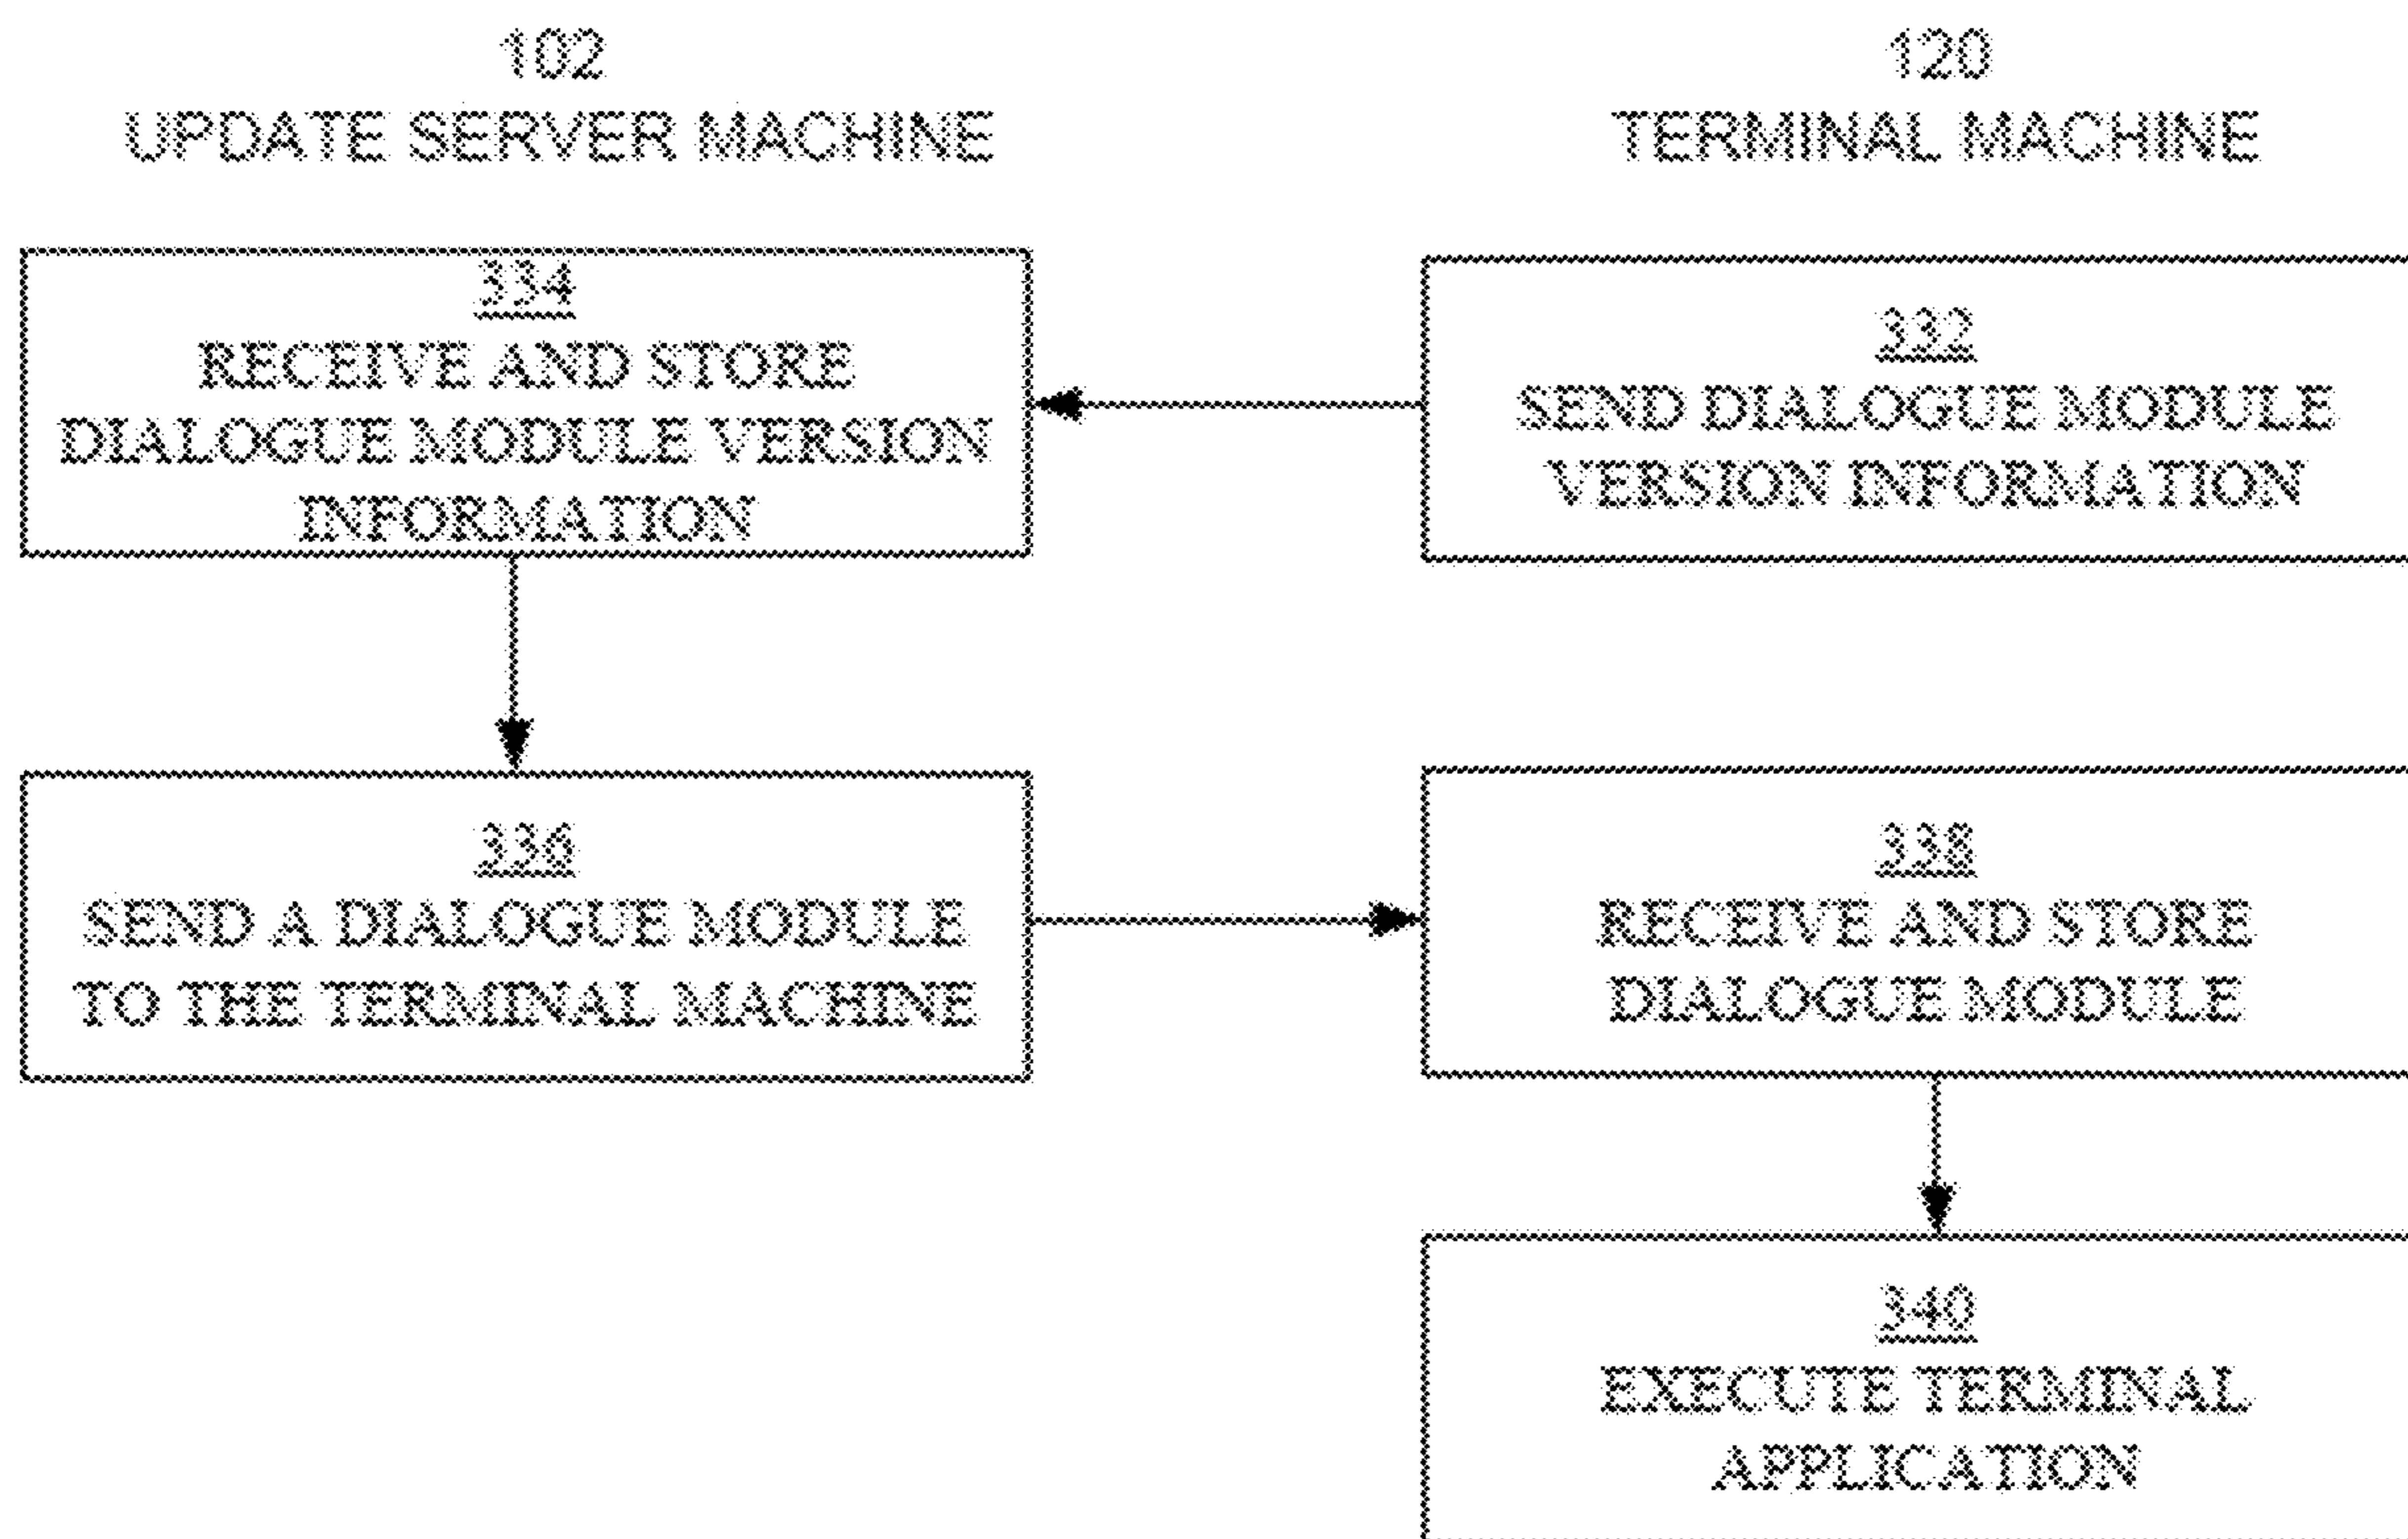 102
UPDATE SERVER MACHINE
120
TERMINAL MACHINE
334
RECEIVE AND STORE
DIALOGUE MODULE VERSION
INFORMATION
332
SEND DIALOGUE MODULE
VERSION INFORMATION
336
SEND A DIALOGUE MODULE
TO THE TERMINAL MACHINE
338
RECEIVE AND STORE
DIALOGUE MODULE
340
EXECUTE TERMINAL
APPLICATION